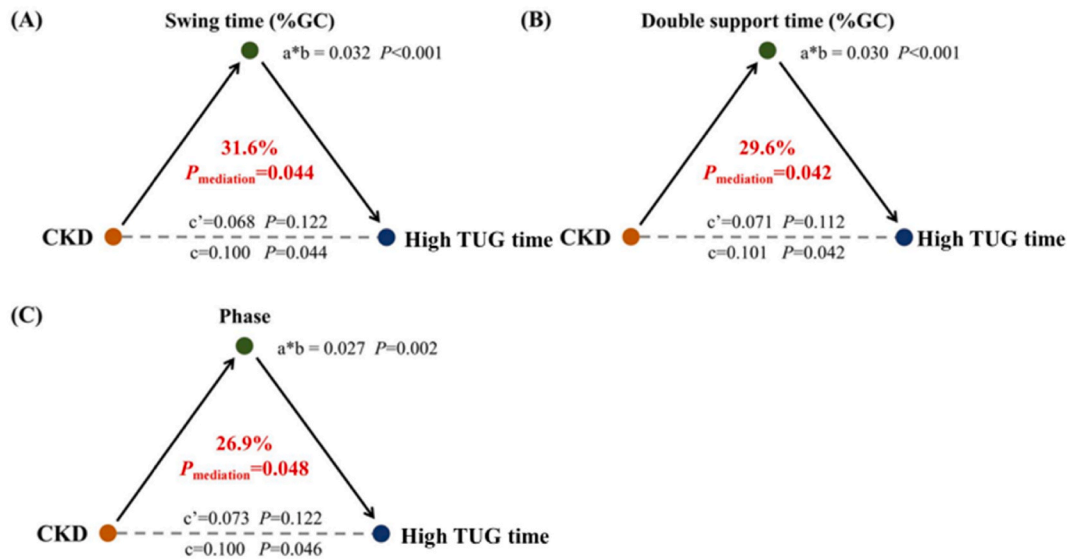 (A)
Swing time (%GC)
a*b = 0.032 P<0.001
31.6%
Pmediation=0.044
c’=0.068 P=0.122
CKD
High TUG time
c=0.100 P=0.044
(B)
Double support time (%GC)
a*b = 0.030 P<0.001
29.6%
Pmediation=0.042
c’=0.071 P=0.112
CKD
High TUG time
c=0.101 P=0.042
(C)
Phase
a*b = 0.027 P=0.002
26.9%
Pmediation=0.048
c’=0.073 P=0.122
CKD
High TUG time
c=0.100 P=0.046